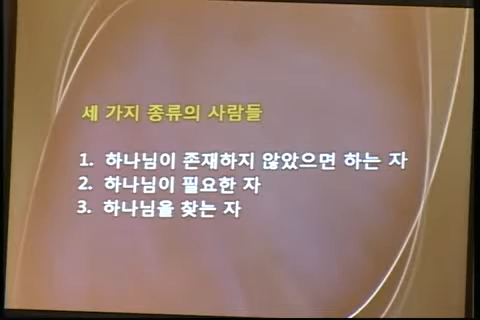 세 가지 종류의 사람들
1. 하나님이 존재하지 않았으면 하는 자
2. 하나님이 필요한 자
3. 하나님을 찾는 자